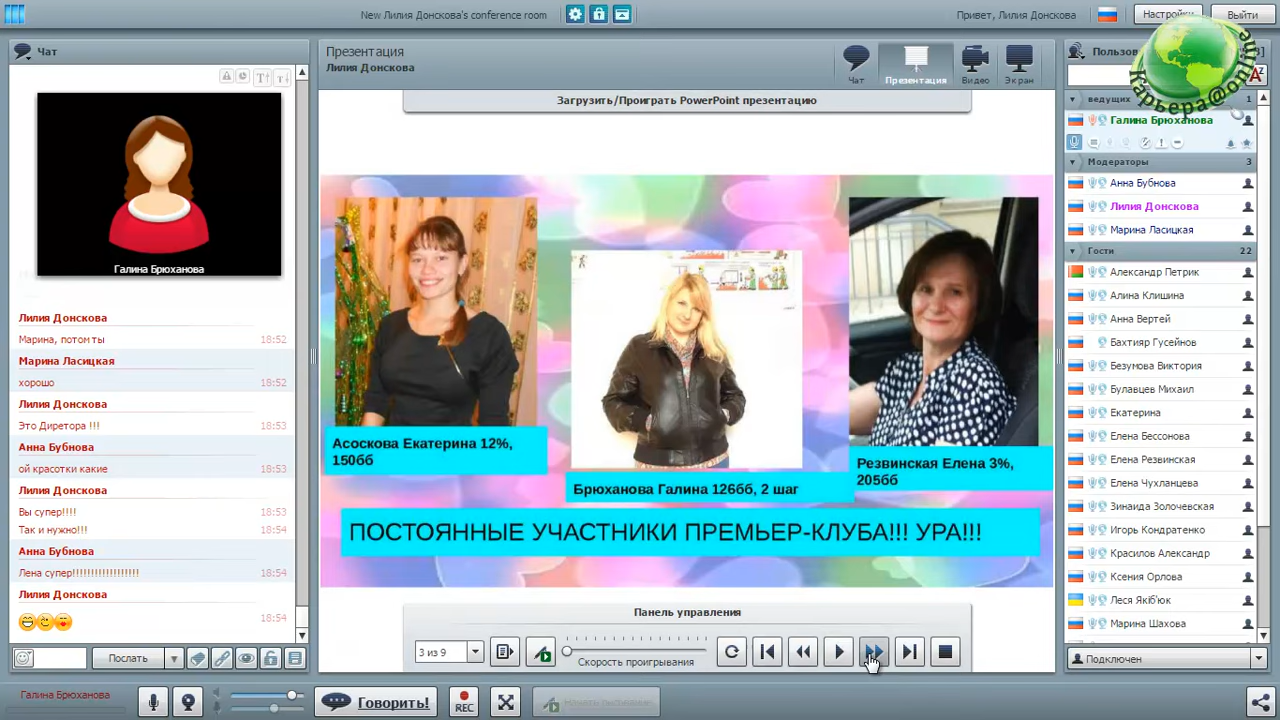 New Лилия Донскова's conference room
Привет, Лилия Донскова
Настройки
Выйти
Чат
Галина Брюханова
Лилия Донскова
Марина, потом ты 18:52
Марина Ласицкая
хорошо 18:52
Лилия Донскова
Это Диретора !!! 18:53
Анна Бубнова
ой красотки какие 18:53
Лилия Донскова
Вы супер!!!! 18:53
Так и нужно!!! 18:54
Анна Бубнова
Лена супер!!!!!!!!!!!!!!!!!! 18:54
Лилия Донскова
18:54
Послать
Презентация
Лилия Донскова
Чат
Презентация
Видео
Экран
Загрузить/Проиграть PowerPoint презентацию
Асоскова Екатерина 12%,
150бб
Брюханова Галина 126бб, 2 шаг
Резвинская Елена 3%,
205бб
ПОСТОЯННЫЕ УЧАСТНИКИ ПРЕМЬЕР-КЛУБА!!! УРА!!!
Панель управления
3 из 9
Скорость проигрывания
Карьера@online
ведущих 1
Галина Брюханова
Модераторы 3
Анна Бубнова
Лилия Донскова
Марина Ласицкая
Гости 22
Александр Петрик
Алина Клишина
Анна Вертей
Бахтияр Гусейнов
Безумова Виктория
Булавцев Михаил
Екатерина
Елена Бессонова
Елена Резвинская
Елена Чухланцева
Зинаида Золочевская
Игорь Кондратенко
Красилов Александр
Ксения Орлова
Леся Якіб'юк
Марина Шахова
Подключен
Галина Брюханова
Говорить!
REC